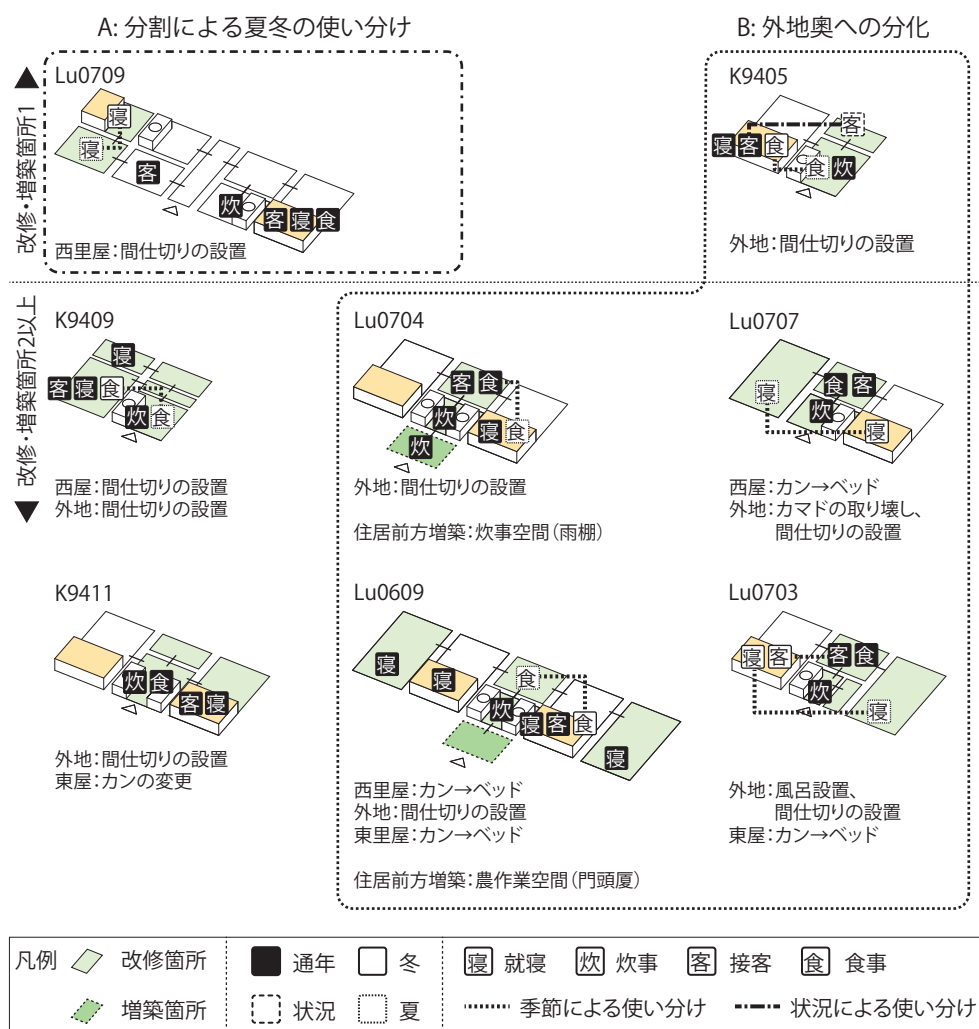 A: 分割による夏冬の使い分け
B: 外地奥への分化
▲
改修・増築箇所1
Lu0709
寝
寝
客
炊
客 寝 食
西里屋：間仕切りの設置
K9405
客
寝 客 食
食 炊
外地：間仕切りの設置
改修・増築箇所2以上
▼
K9409
寝
客 寝 食
炊 食
西屋：間仕切りの設置
外地：間仕切りの設置
Lu0704
客 食
炊
寝 食
炊
外地：間仕切りの設置
住居前方増築：炊事空間（雨棚）
Lu0707
寝
食 客
炊
寝
西屋：カン→ベッド
外地：カマドの取り壊し、
間仕切りの設置
K9411
炊 食
客 寝
外地：間仕切りの設置
東屋：カンの変更
Lu0609
寝
寝
食
炊
寝 客 食
寝
西里屋：カン→ベッド
外地：間仕切りの設置
東里屋：カン→ベッド
住居前方増築：農作業空間（門頭厦）
Lu0703
寝 客
客 食
炊
寝
外地：風呂設置、
間仕切りの設置
東屋：カン→ベッド
凡例 改修箇所 通年 冬 寝 就寝 炊 炊事 客 接客 食 食事
増築箇所 状況 夏 季節による使い分け 状況による使い分け